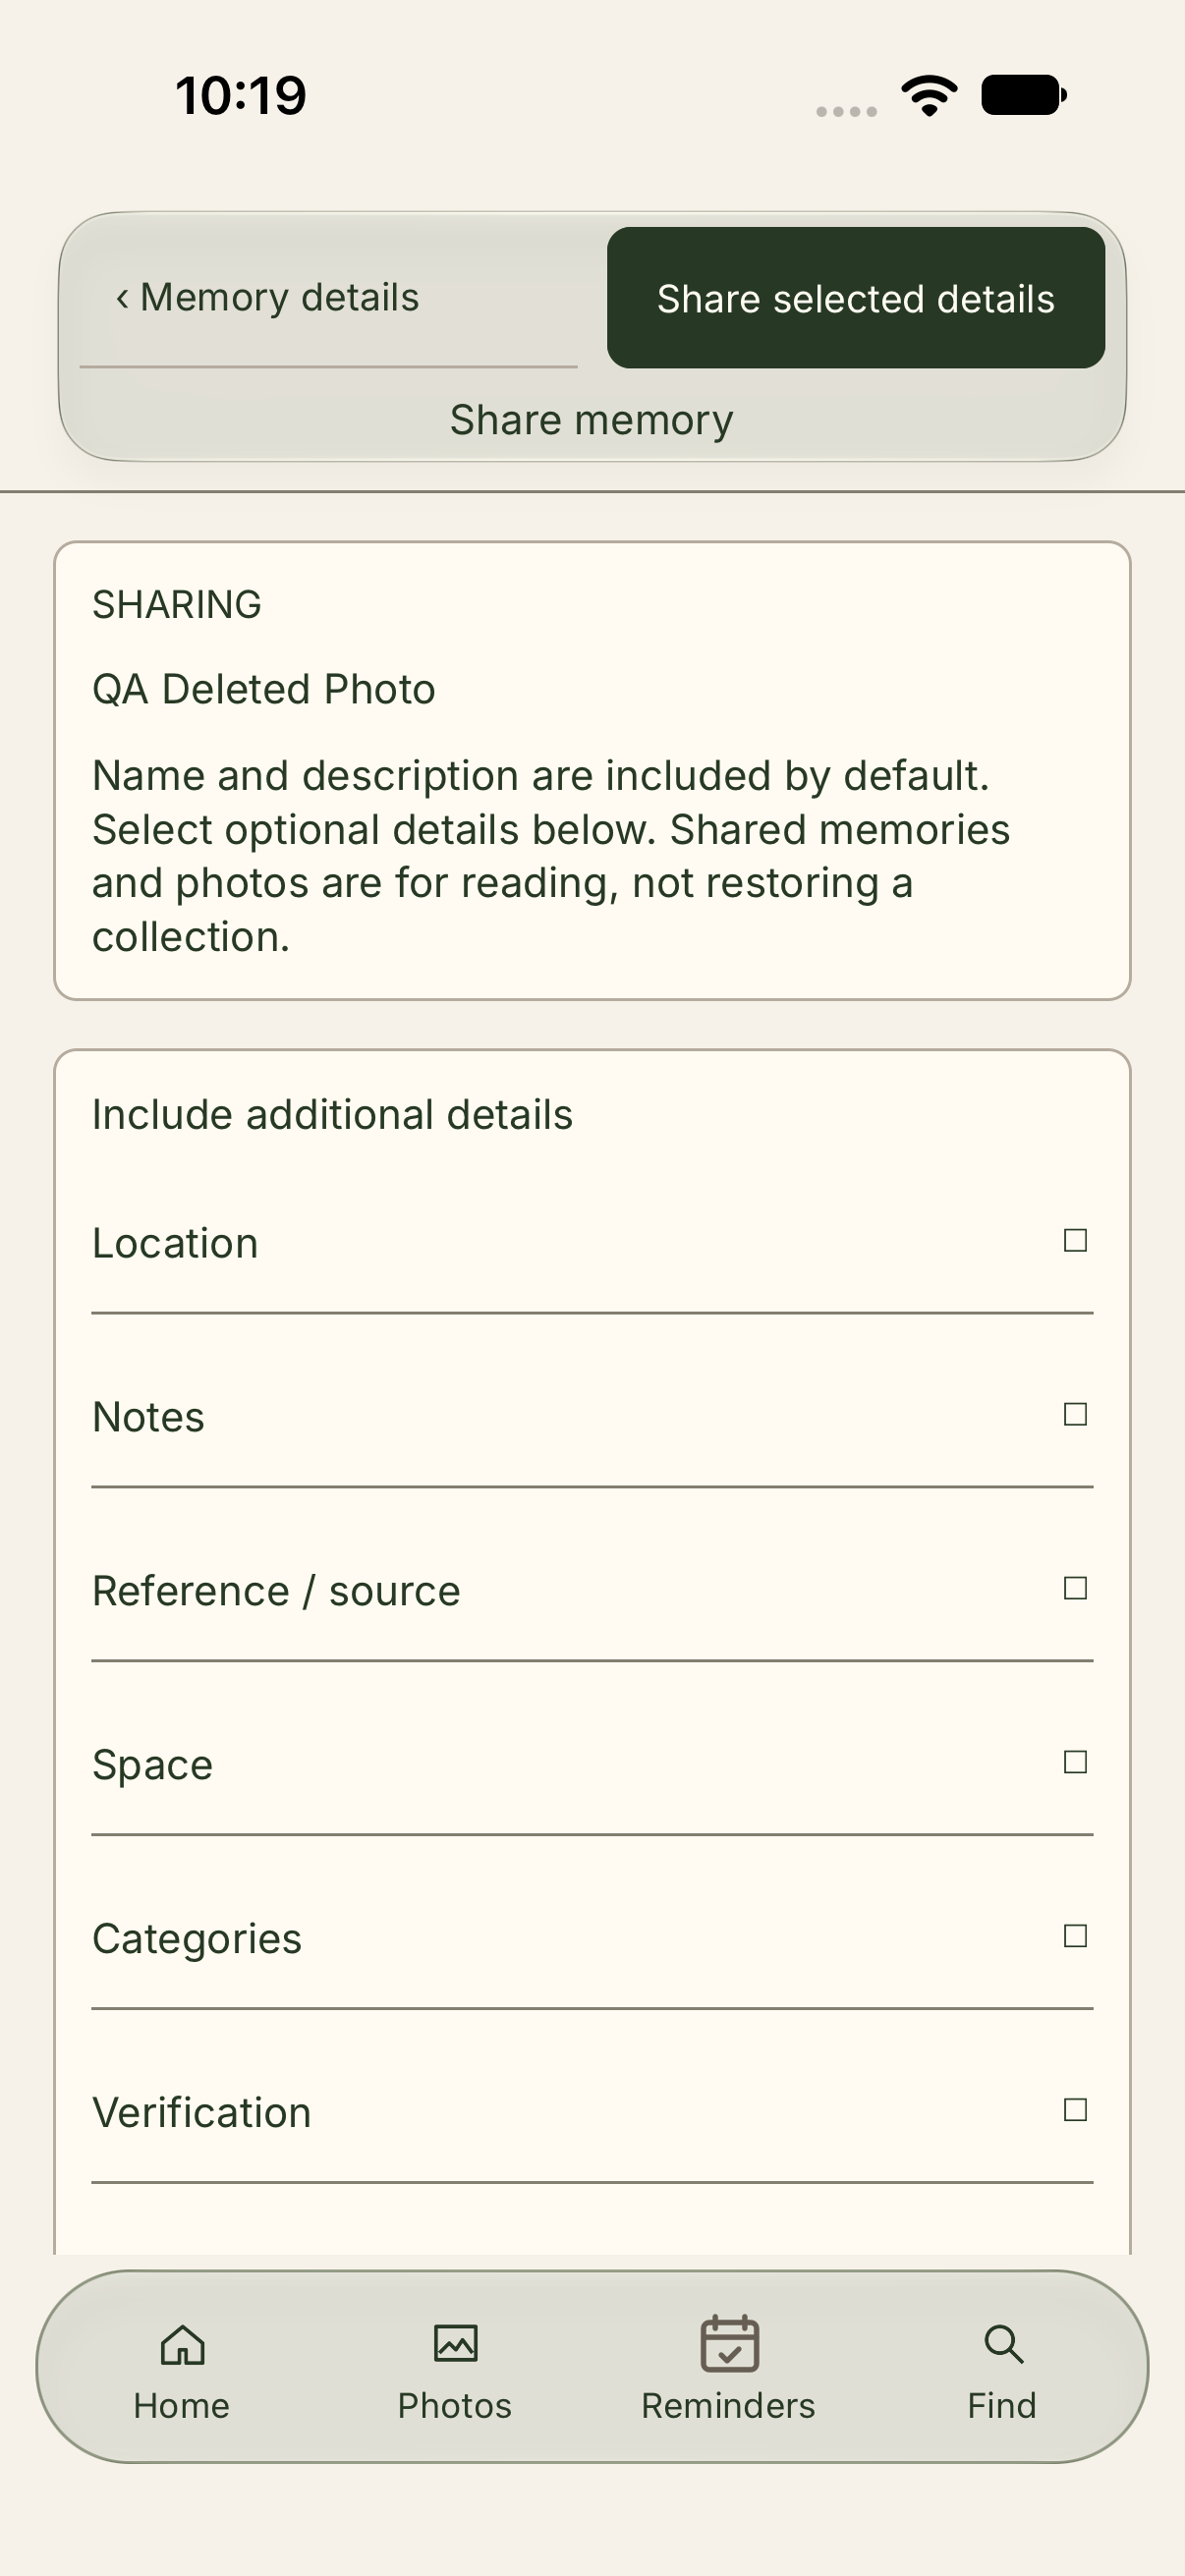 10:19
‹ Memory details
Share selected details
Share memory
SHARING
QA Deleted Photo
Name and description are included by default.
Select optional details below. Shared memories
and photos are for reading, not restoring a
collection.
Include additional details
Location
Notes
Reference / source
Space
Categories
Verification
Home
Photos
Reminders
Find